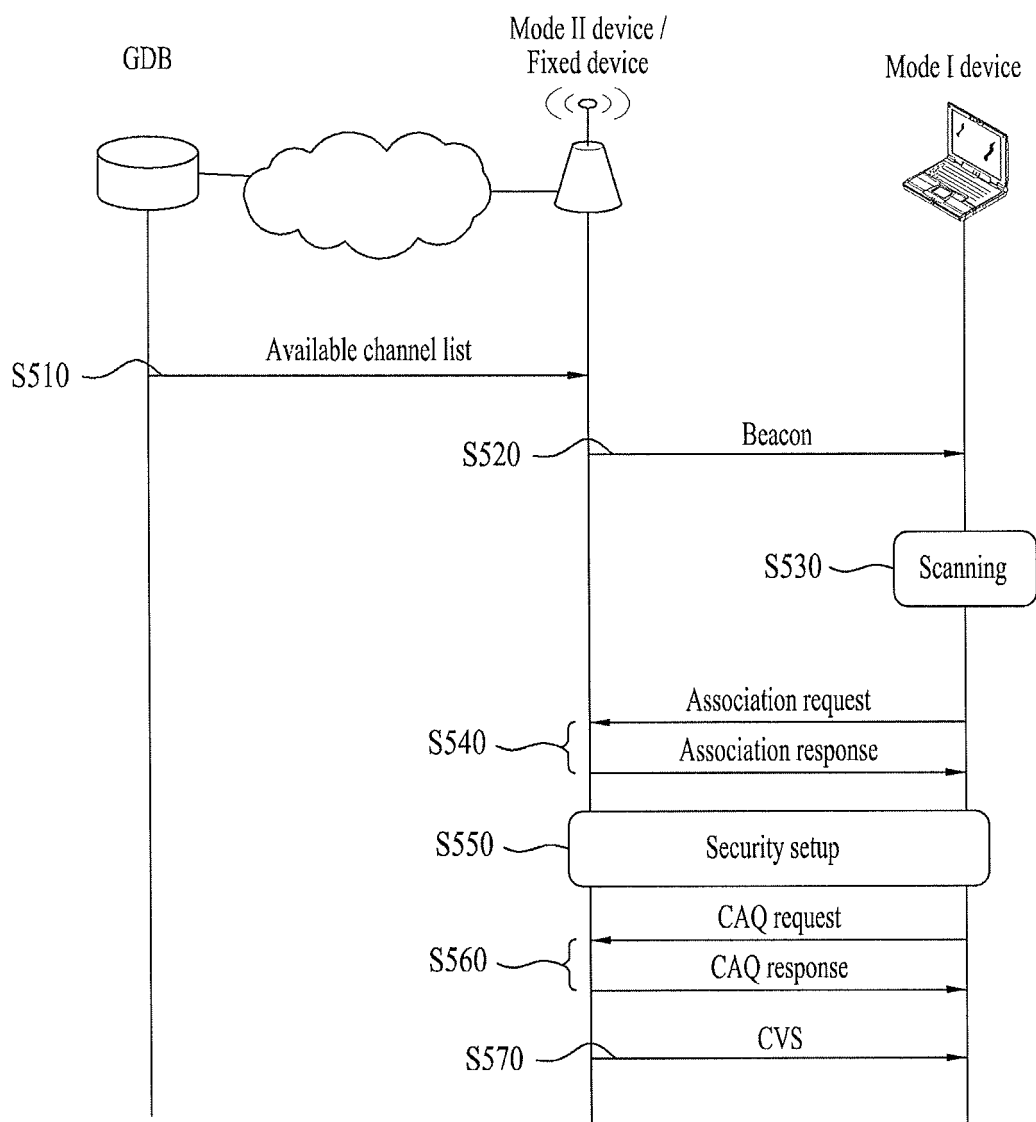 GDB
Mode II device /
Fixed device
Mode I device
Available channel list
S510
Beacon
S520
S530
Scanning
Association request
S540
Association response
S550
Security setup
CAQ request
S560
CAQ response
CVS
S570